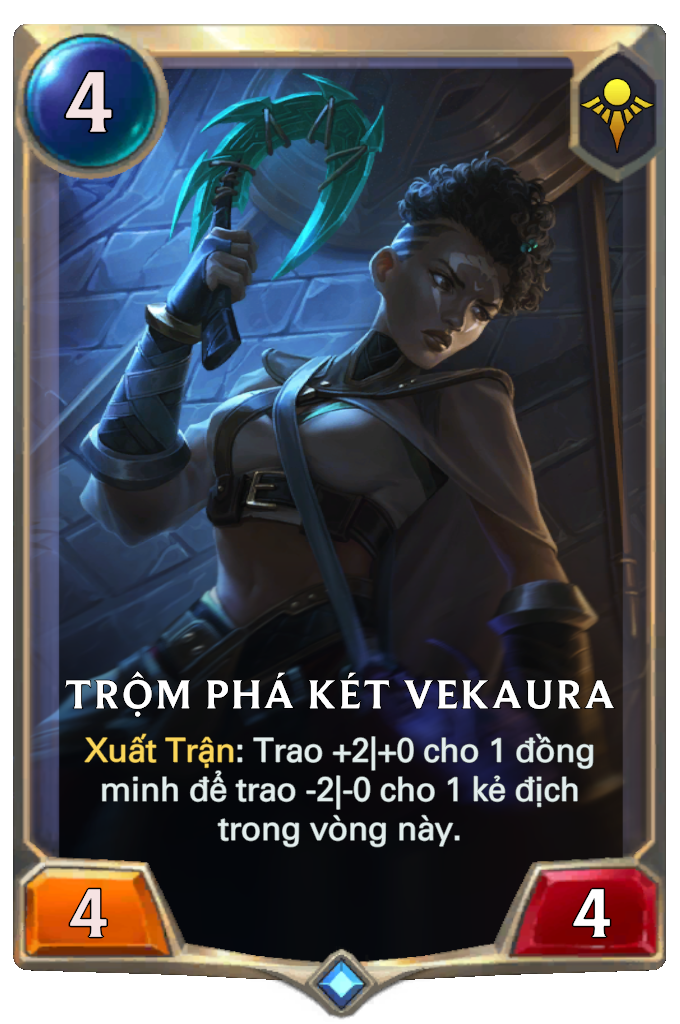 4
TRỘM PHÁ KÉT VEKAURA
Xuất Trận: Trao +2|+0 cho 1 đồng
minh để trao -2|-0 cho 1 kẻ địch
trong vòng này.
4
4